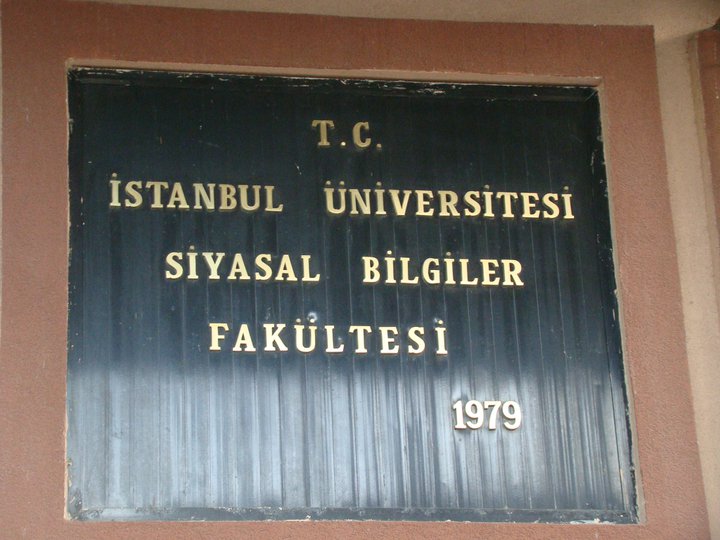 T.C.
İSTANBUL ÜNİVERSİTESİ
SİYASAL BİLGİLER
FAKÜLTESİ
1979